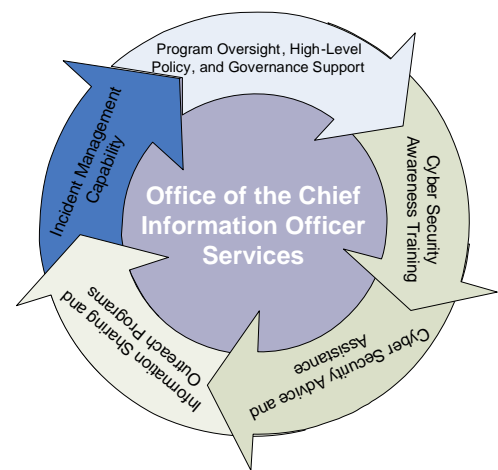 Program Oversight, High-Level
Policy, and Governance Support
Cyber Security
Awareness Training
Cyber Security Advice and
Assistance
Information Sharing and
Outreach Programs
Incident Management
Capability
Office of the Chief
Information Officer
Services